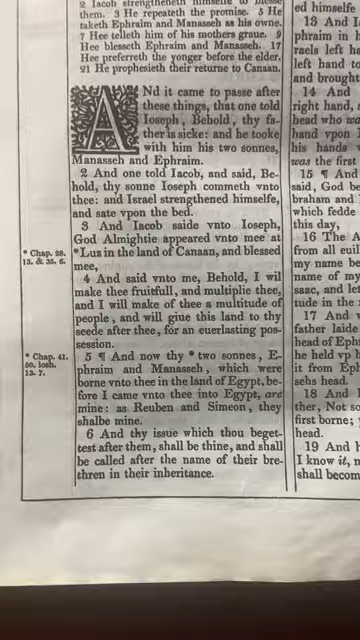 2 Iacob strengtheneth himselfe to blesse
them. 3 He repeateth the promise. 5 He
taketh Ephraim and Manasseh as his owne.
7 Hee telleth him of his mothers graue. 9
Hee blesseth Ephraim and Manasseh. 17
Hee preferreth the yonger before the elder.
21 He prophesieth their returne to Canaan.
ANd it came to passe after
these things, that one told
Ioseph, Behold, thy fa-
ther is sicke: and he tooke
with him his two sonnes,
Manasseh and Ephraim.
2 And one told Iacob, and said, Be-
hold, thy sonne Ioseph commeth vnto
thee: and Israel strengthened himselfe,
and sate vpon the bed.
3 And Iacob saide vnto Ioseph,
God Almightie appeared vnto mee at
*Luz in the land of Canaan, and blessed
mee,
4 And said vnto me, Behold, I wil
make thee fruitfull, and multiplie thee,
and I will make of thee a multitude of
people, and will giue this land to thy
seede after thee, for an euerlasting pos-
session.
5 ¶ And now thy *two sonnes, E-
phraim and Manasseh, which were
borne vnto thee in the land of Egypt, be-
fore I came vnto thee into Egypt, are
mine: as Reuben and Simeon, they
shalbe mine.
6 And thy issue which thou beget-
test after them, shall be thine, and shall
be called after the name of their bre-
thren in their inheritance.
* Chap. 28.
13. & 35. 6.
* Chap. 41.
50. iosh.
13. 7.
ed himselfe
13 And Io
phraim in h
raels left ha
left hand to
and brought
14 And
right hand,
head who wa
hand vpon
his hands
was the first
15 ¶ And
said, God be
braham and
which fedde
this day,
16 The A
from all euil
my name be
name of my
saac, and let
tude in the
17 And v
father laide
head of Ephr
he held vp h
it from Eph
sehs head.
18 And I
ther, Not so
first borne;
head.
19 And h
I know it, m
shall becom